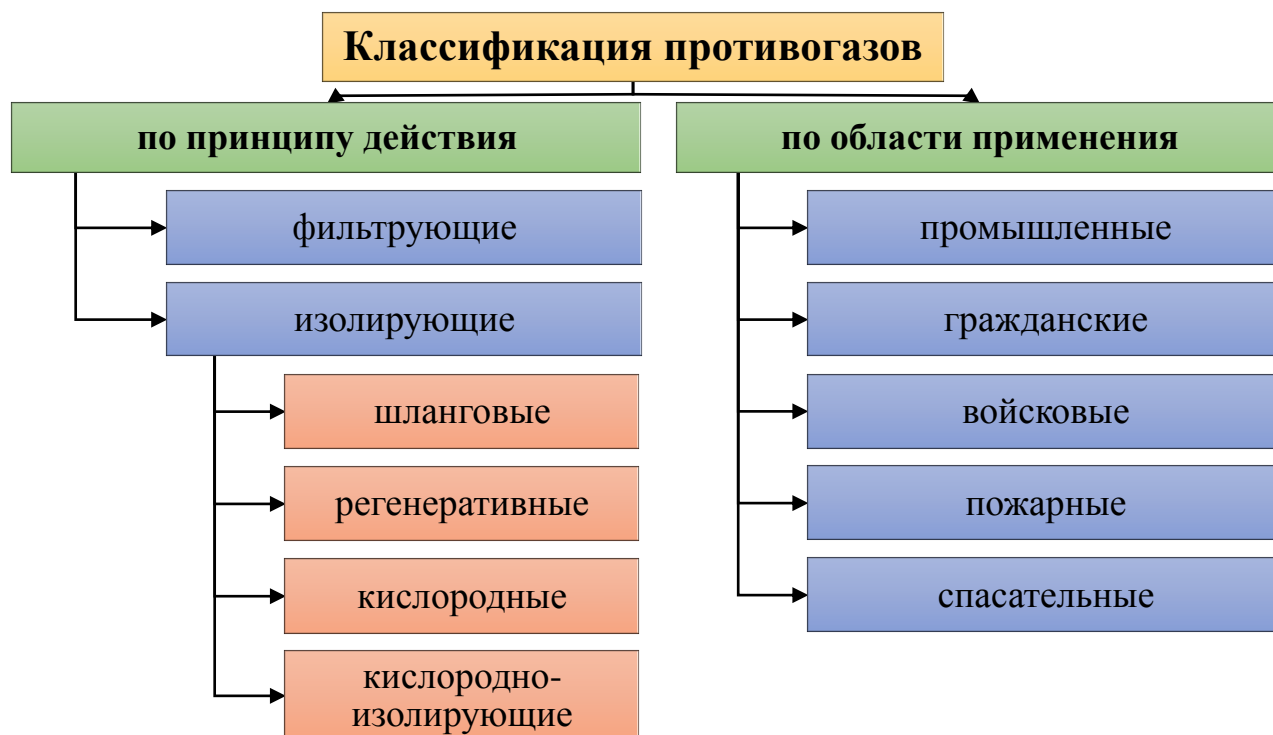 Классификация противогазов
по принципу действия
фильтрующие
изолирующие
шланговые
регенеративные
кислородные
кислородно-
изолирующие
по области применения
промышленные
гражданские
войсковые
пожарные
спасательные